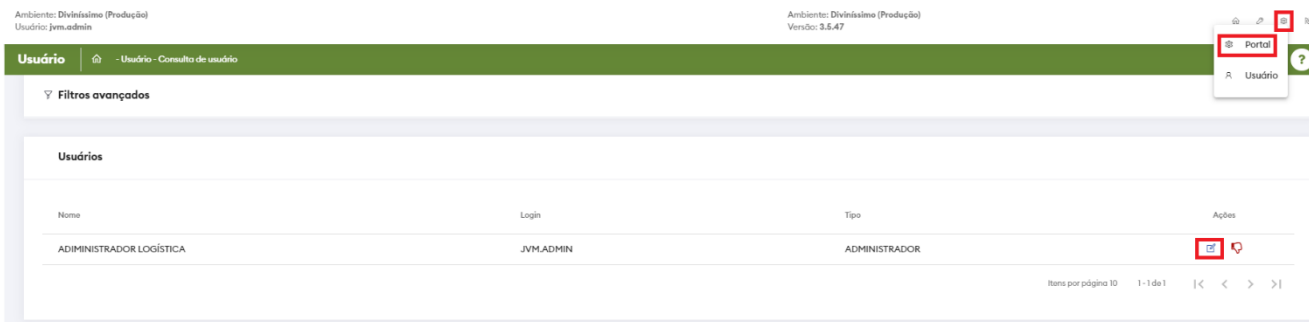 Ambiente: Diviníssimo (Produção)
Usuário: jvm.admin
Ambiente: Diviníssimo (Produção)
Versão: 3.5.47
Portal
Usuário
Usuário - Usuário - Consulta de usuário ?
Filtros avançados
Usuários
Nome Login Tipo Ações
ADIMINISTRADOR LOGÍSTICA JVM.ADMIN ADMINISTRADOR
Itens por página 10 1 - 1 de 1